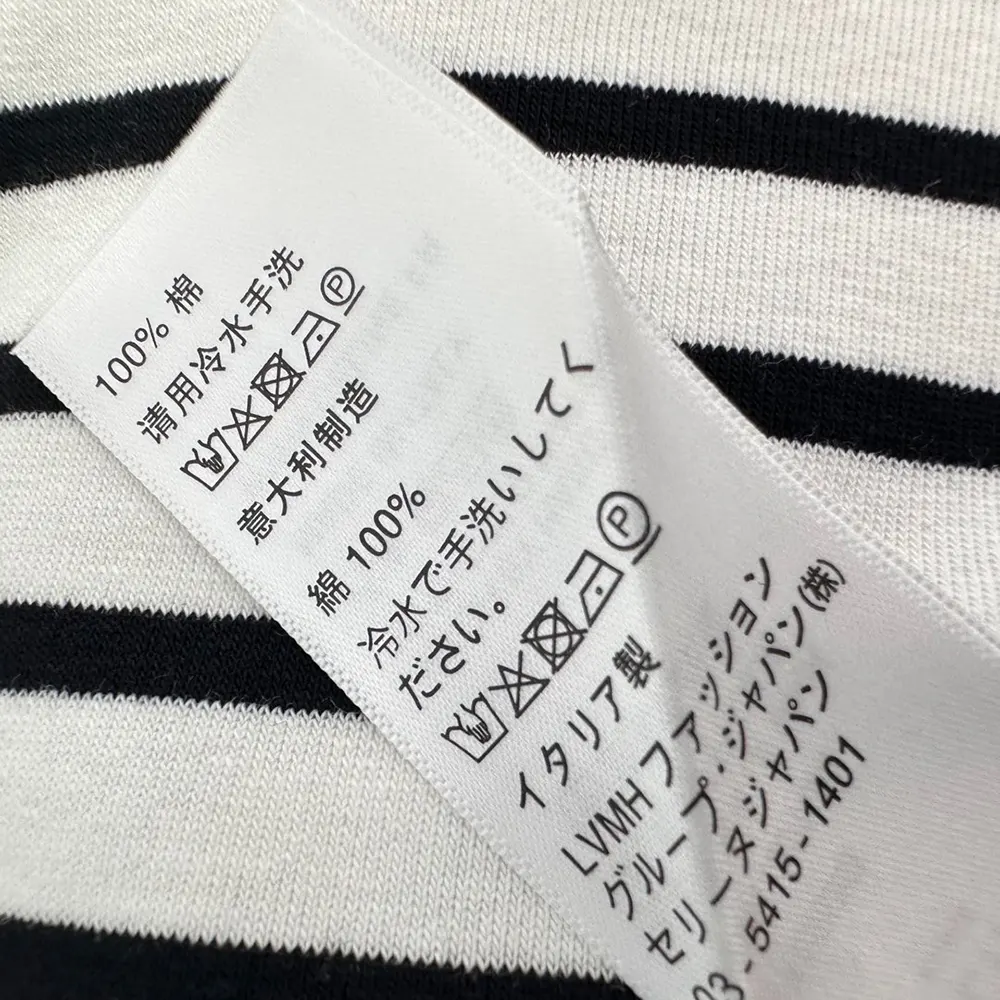 100% 棉
请用冷水手洗
P
意大利制造
綿 100%
冷水で手洗いしてく
ださい。
P
イタリア製
LVMH ファッション
グループ・ジャパン(株)
セリーヌジャパン
03-5415-1401